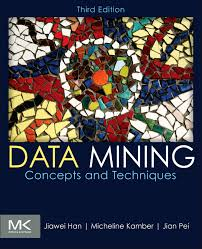 Third Edition
DATA MINING
Concepts and Techniques
MK
Jiawei Han | Micheline Kamber | Jian Pei